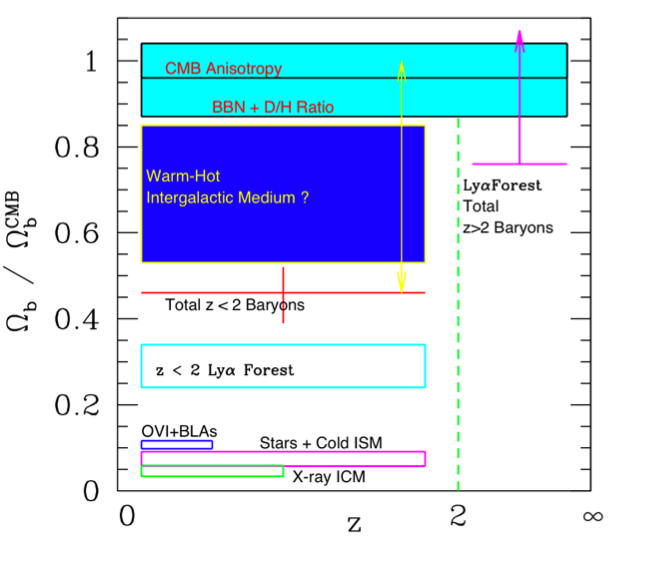 1
0.8
0.6
0.4
0.2
0
Ω_b / Ω_b^CMB
CMB Anisotropy
BBN + D/H Ratio
Warm-Hot
Intergalactic Medium ?
LyαForest
Total
z>2 Baryons
Total z < 2 Baryons
z < 2 Lyα Forest
OVI+BLAs
Stars + Cold ISM
X-ray ICM
0
z
2
∞